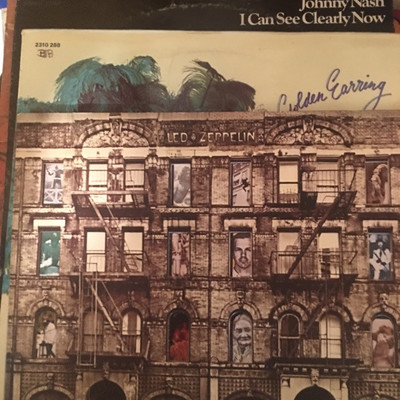 Johnny Nash
I Can See Clearly Now
2310 288
Golden Earring
LED ZEPPELIN